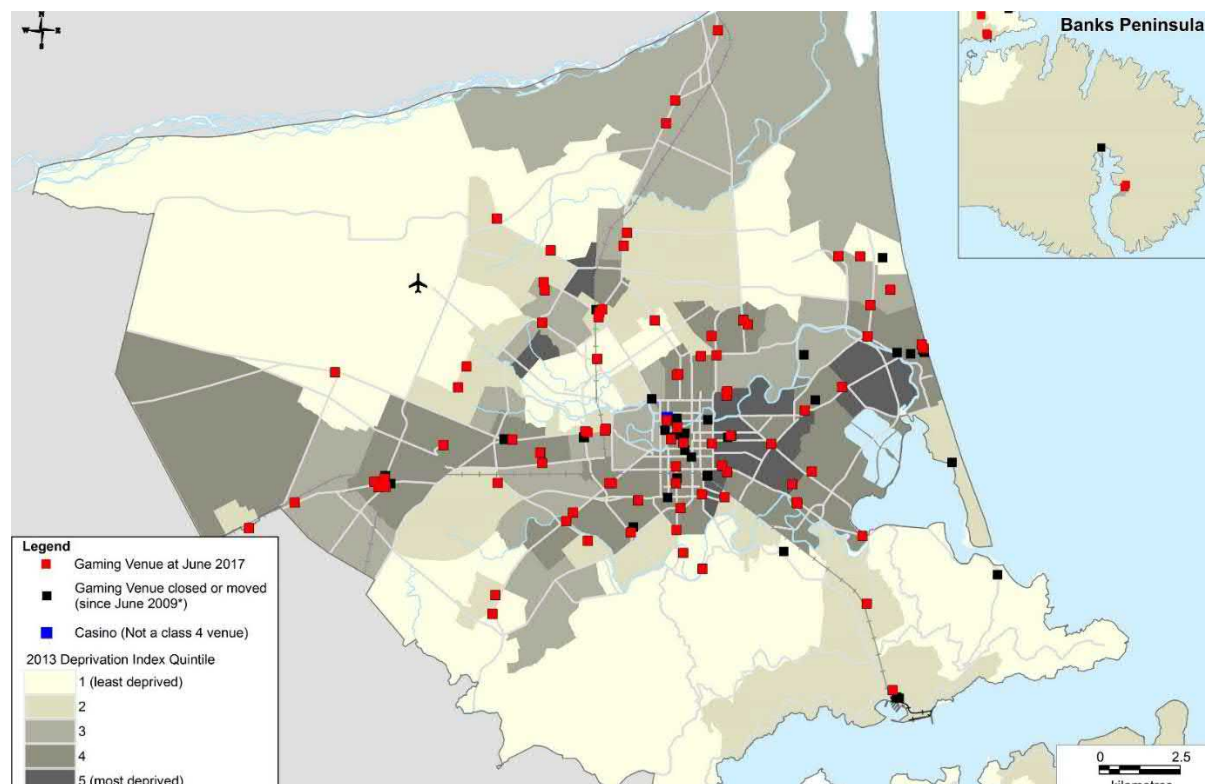 N
W
E
S
Banks Peninsula
Legend
Gaming Venue at June 2017
Gaming Venue closed or moved
(since June 2009*)
Casino (Not a class 4 venue)
2013 Deprivation Index Quintile
1 (least deprived)
2
3
4
5 (most deprived)
0 2.5
kilometres